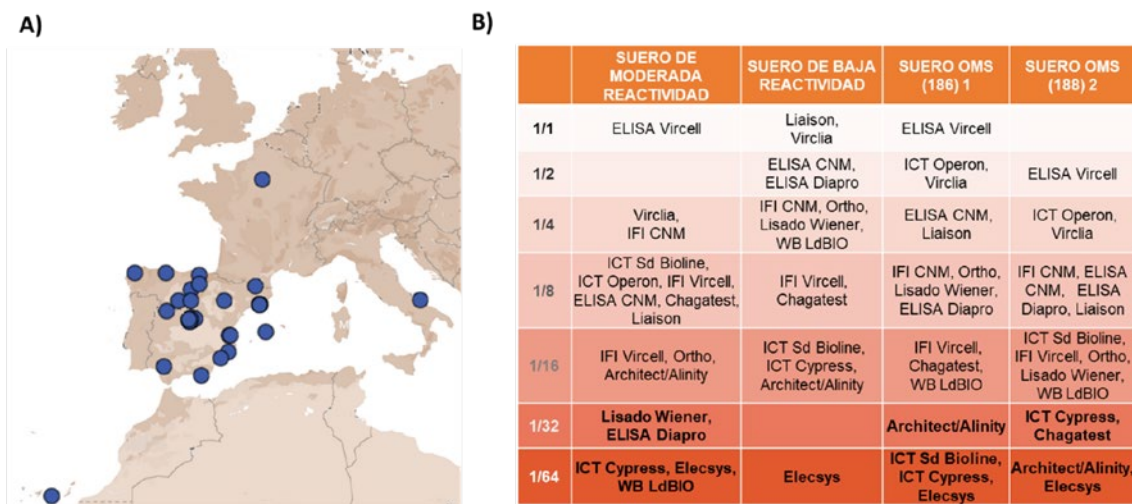 A)
B)
SUERO DE
MODERADA
REACTIVIDAD
SUERO DE BAJA
REACTIVIDAD
SUERO OMS
(186) 1
SUERO OMS
(188) 2
1/1
ELISA Vircell
Liaison,
Virclia
ELISA Vircell
1/2
ELISA CNM,
ELISA Diapro
ICT Operon,
Virclia
ELISA Vircell
1/4
Virclia,
IFI CNM
IFI CNM, Ortho,
Lisado Wiener,
WB LdBIO
ELISA CNM,
Liaison
ICT Operon,
Virclia
1/8
ICT Sd Bioline,
ICT Operon, IFI Vircell,
ELISA CNM, Chagatest,
Liaison
IFI Vircell,
Chagatest
IFI CNM, Ortho,
Lisado Wiener,
ELISA Diapro
IFI CNM, ELISA
CNM, ELISA
Diapro, Liaison
1/16
IFI Vircell, Ortho,
Architect/Alinity
ICT Sd Bioline,
ICT Cypress,
Architect/Alinity
IFI Vircell,
Chagatest,
WB LdBIO
ICT Sd Bioline,
IFI Vircell, Ortho,
Lisado Wiener,
WB LdBIO
1/32
Lisado Wiener,
ELISA Diapro
Architect/Alinity
ICT Cypress,
Chagatest
1/64
ICT Cypress, Elecsys,
WB LdBIO
Elecsys
ICT Sd Bioline,
ICT Cypress,
Elecsys
Architect/Alinity,
Elecsys